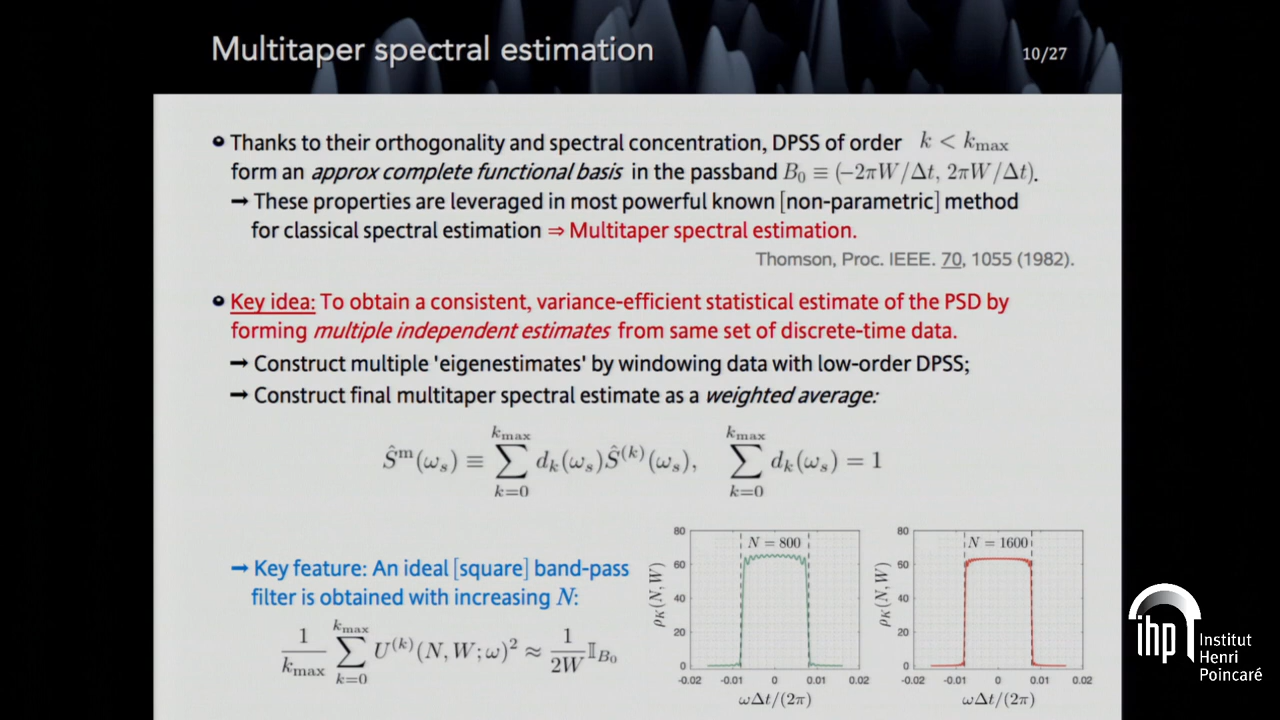 Multitaper spectral estimation
10/27
Thanks to their orthogonality and spectral concentration, DPSS of order k < k_max
form an approx complete functional basis in the passband B_0 ≡ (−2πW/Δt, 2πW/Δt).
→ These properties are leveraged in most powerful known [non-parametric] method
for classical spectral estimation ⇒ Multitaper spectral estimation.
Thomson, Proc. IEEE. 70, 1055 (1982).
Key idea: To obtain a consistent, variance-efficient statistical estimate of the PSD by
forming multiple independent estimates from same set of discrete-time data.
→ Construct multiple 'eigenestimates' by windowing data with low-order DPSS;
→ Construct final multitaper spectral estimate as a weighted average:
Ŝ^m(ω_s) ≡ ∑_{k=0}^{k_max} d_k(ω_s)Ŝ^(k)(ω_s), ∑_{k=0}^{k_max} d_k(ω_s) = 1
→ Key feature: An ideal [square] band-pass
filter is obtained with increasing N:
1/k_max ∑_{k=0}^{k_max} U^(k)(N, W; ω)^2 ≈ 1/2W 𝕀_{B_0}
ρ_K(N, W)
80
60
40
20
0
N = 800
-0.02 -0.01 0 0.01 0.02
ωΔt/(2π)
ρ_K(N, W)
80
60
40
20
0
N = 1600
-0.02 -0.01 0 0.01 0.02
ωΔt/(2π)
ihp
Institut
Henri
Poincaré